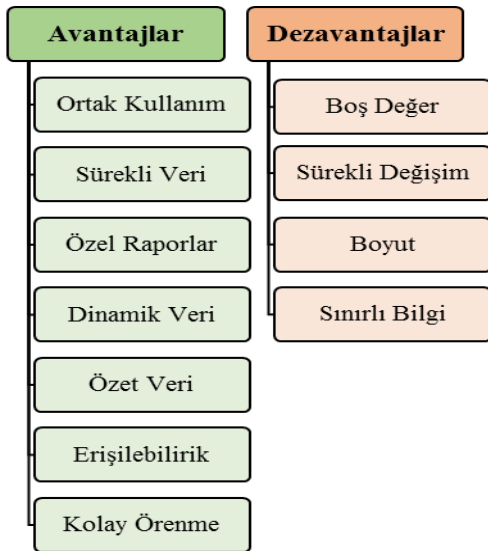 Avantajlar
Ortak Kullanım
Sürekli Veri
Özel Raporlar
Dinamik Veri
Özet Veri
Erişilebilirik
Kolay Örenme
Dezavantajlar
Boş Değer
Sürekli Değişim
Boyut
Sınırlı Bilgi